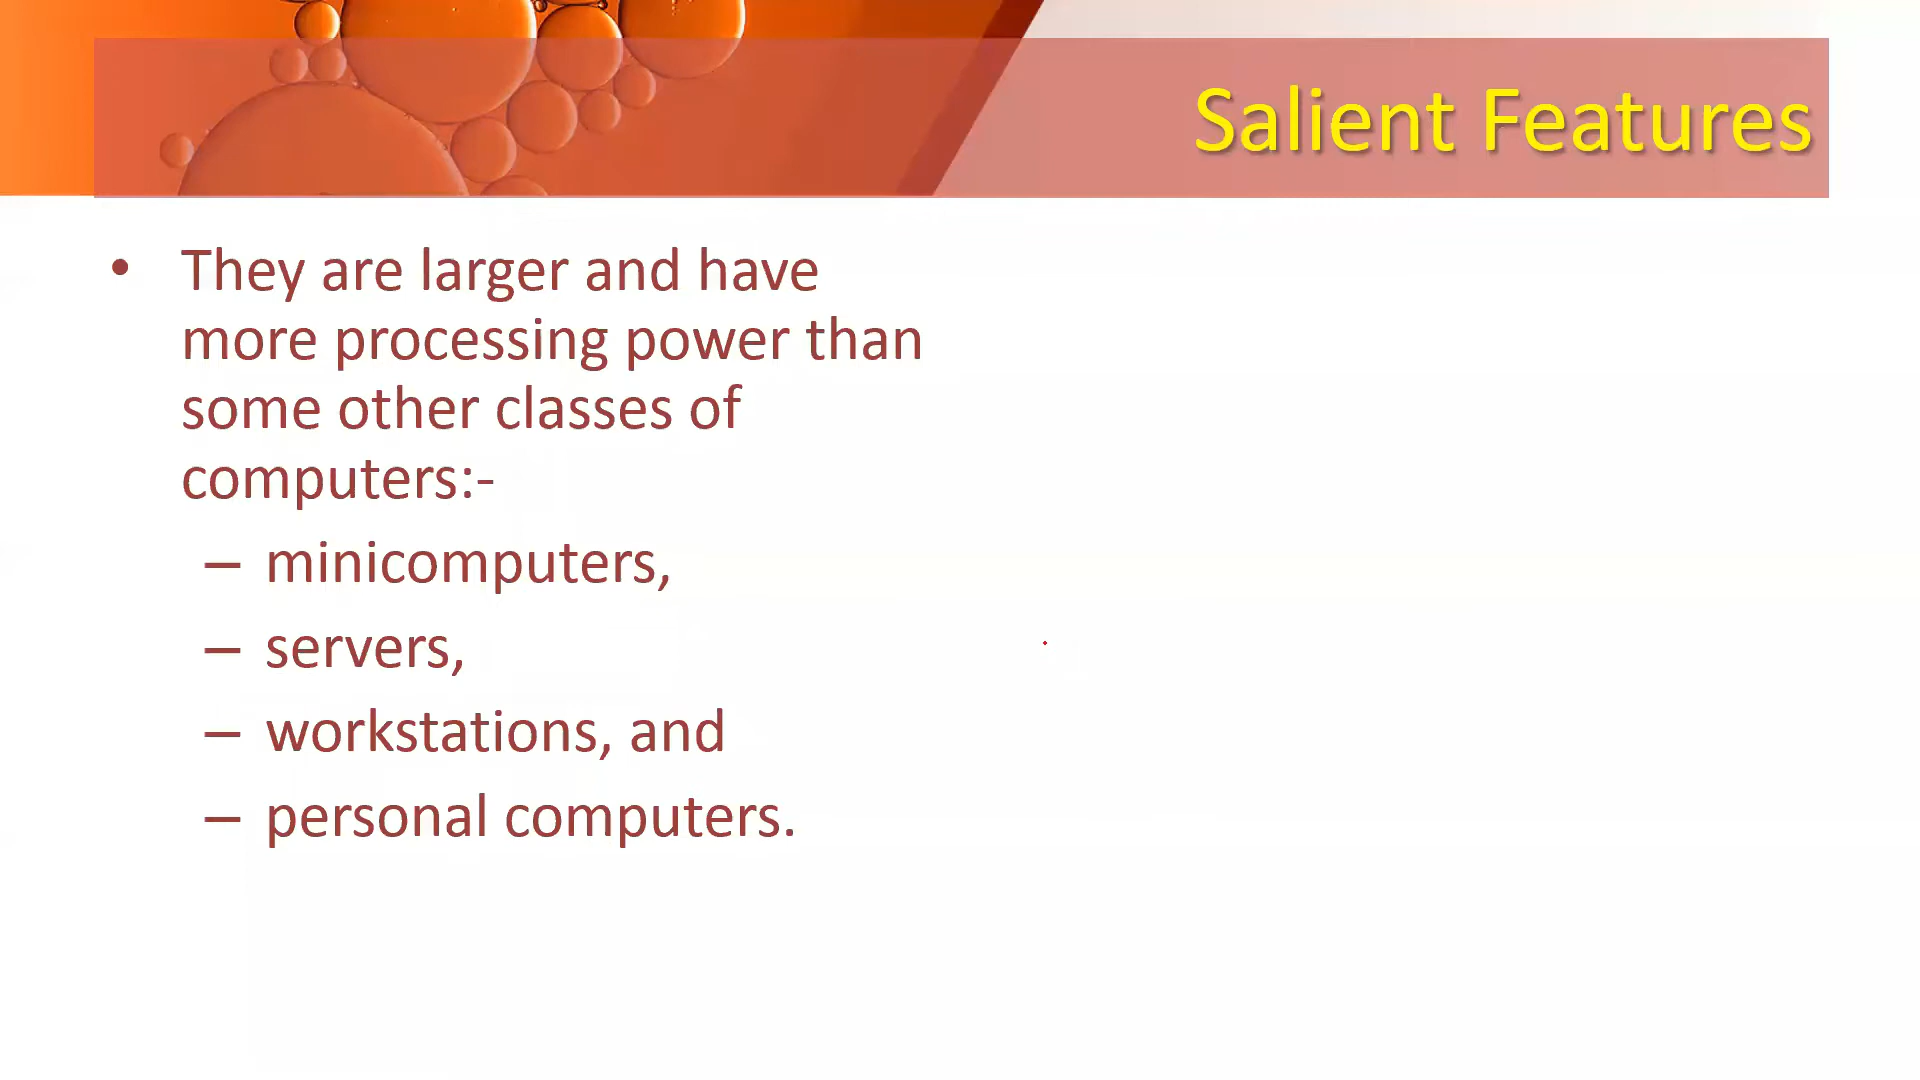 Salient Features
• They are larger and have
more processing power than
some other classes of
computers:-
– minicomputers,
– servers,
– workstations, and
– personal computers.